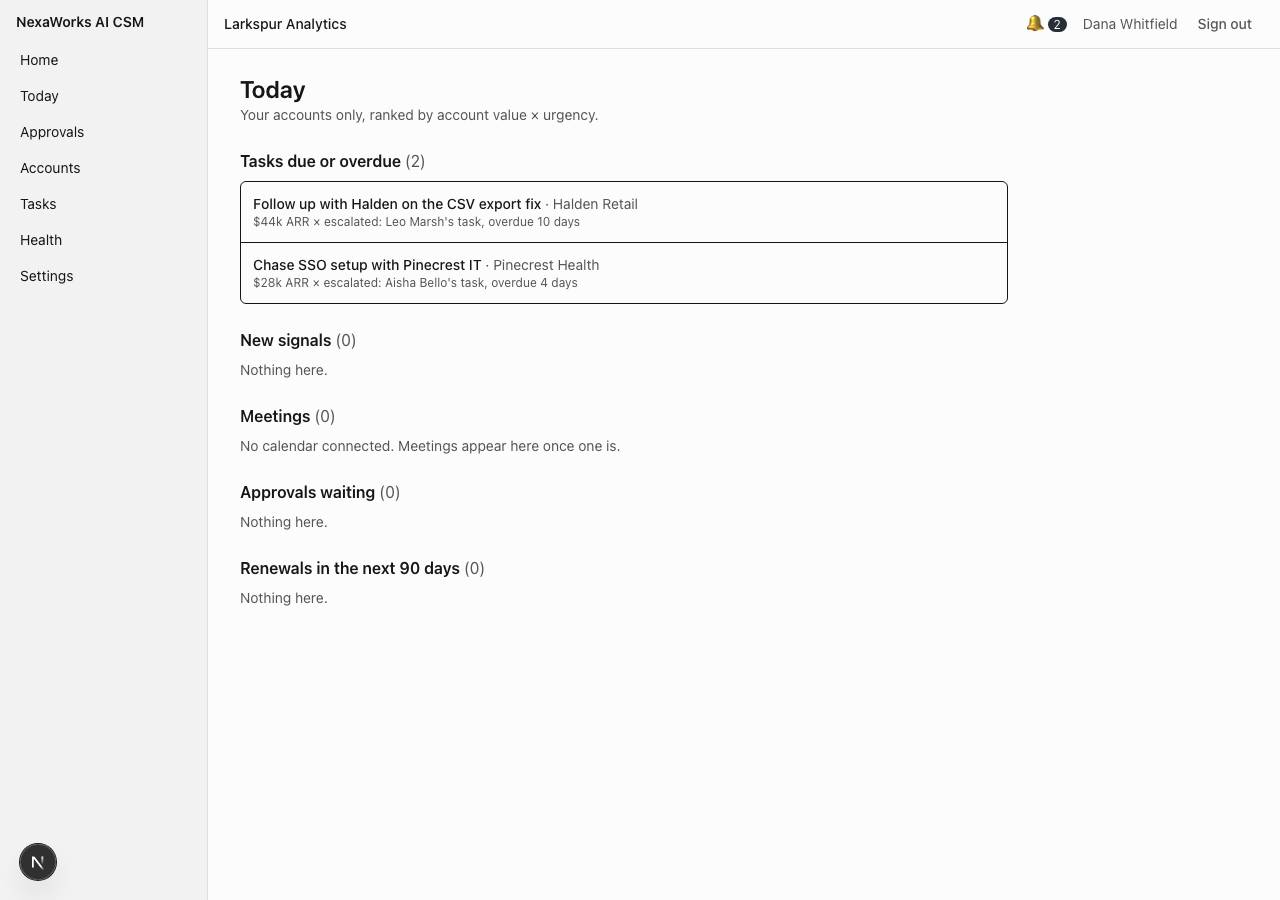 NexaWorks AI CSM
Home
Today
Approvals
Accounts
Tasks
Health
Settings
Larkspur Analytics
2
Dana Whitfield
Sign out
Today
Your accounts only, ranked by account value × urgency.
Tasks due or overdue (2)
Follow up with Halden on the CSV export fix · Halden Retail
$44k ARR × escalated: Leo Marsh's task, overdue 10 days
Chase SSO setup with Pinecrest IT · Pinecrest Health
$28k ARR × escalated: Aisha Bello's task, overdue 4 days
New signals (0)
Nothing here.
Meetings (0)
No calendar connected. Meetings appear here once one is.
Approvals waiting (0)
Nothing here.
Renewals in the next 90 days (0)
Nothing here.
N